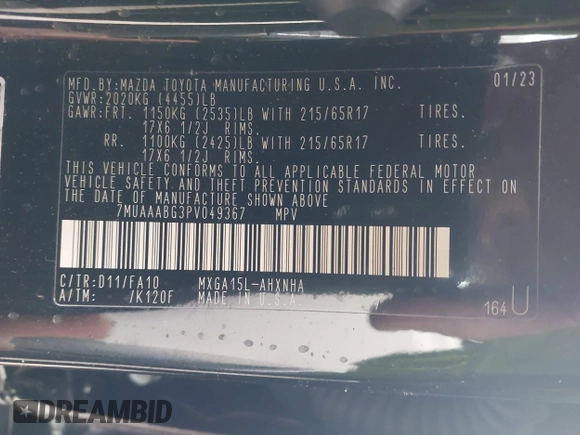 MFD.BY:MAZDA TOYOTA MANUFACTURING U.S.A. INC. 01/23
GVWR:2020KG (4455)LB
GAWR:FRT. 1150KG (2535)LB WITH 215/65R17 TIRES.
17X6 1/2J RIMS.
RR. 1100KG (2425)LB WITH 215/65R17 TIRES.
17X6 1/2J RIMS.
THIS VEHICLE CONFORMS TO ALL APPLICABLE FEDERAL MOTOR
VEHICLE SAFETY AND THEFT PREVENTION STANDARDS IN EFFECT ON
THE DATE OF MANUFACTURE SHOWN ABOVE
7MUAAABG3PV049367 MPV
C/TR:D11/FA10 MXGA15L-AHXNHA
A/TM: /K120F MADE IN U.S.A. 164U
DREAMBID